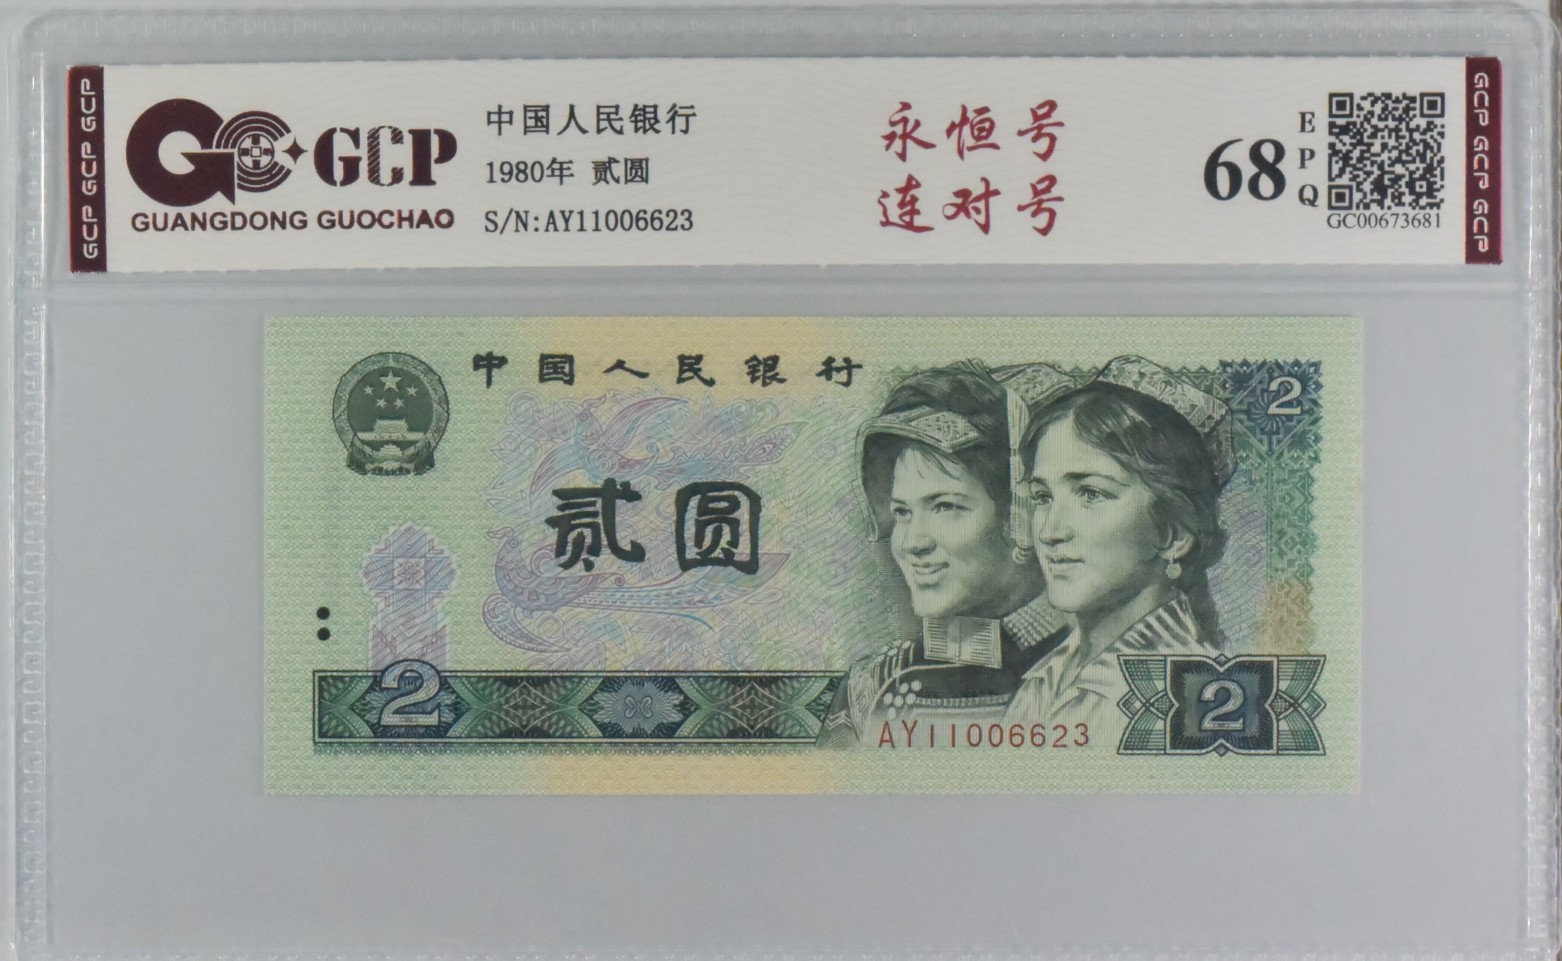 GCP GCP GCP
GCP
GUANGDONG GUOCHAO
中国人民银行
1980年 贰圆
S/N:AY11006623
永恒号
连对号
68
EPQ
GC00673681
GCP GCP GCP
中国人民银行
2
贰圆
2
AY11006623
2